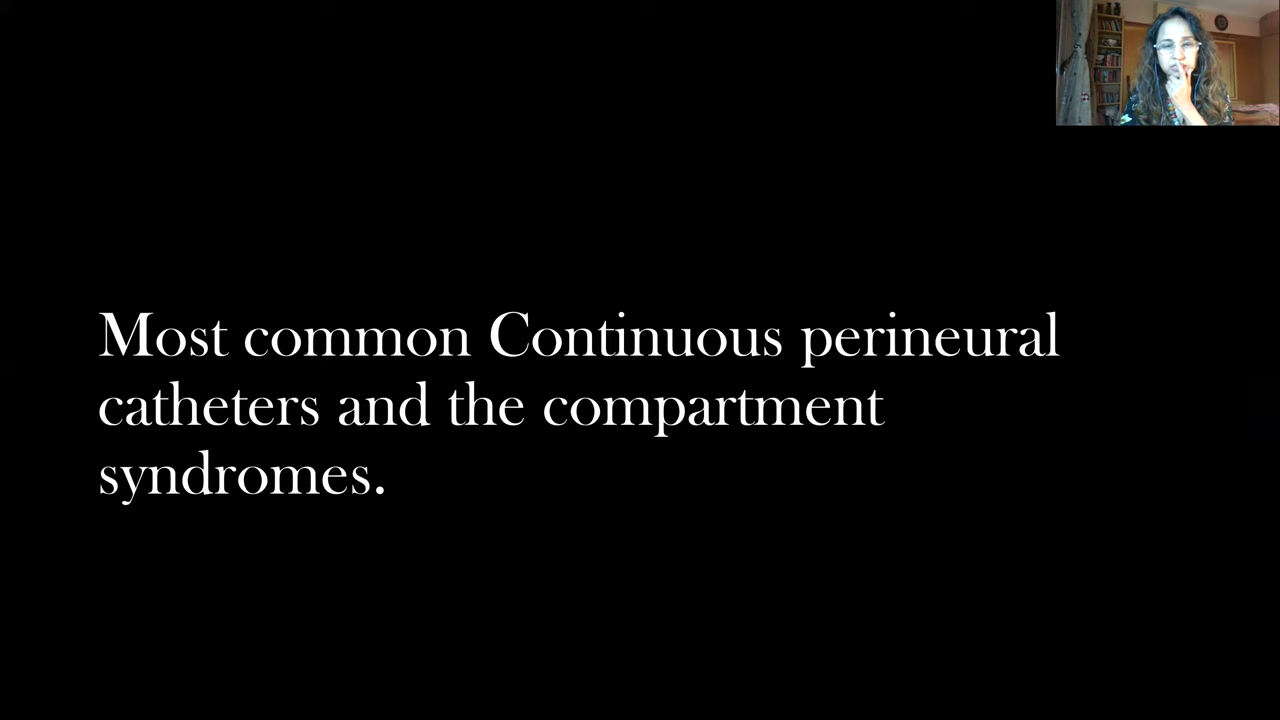 Most common Continuous perineural
catheters and the compartment
syndromes.